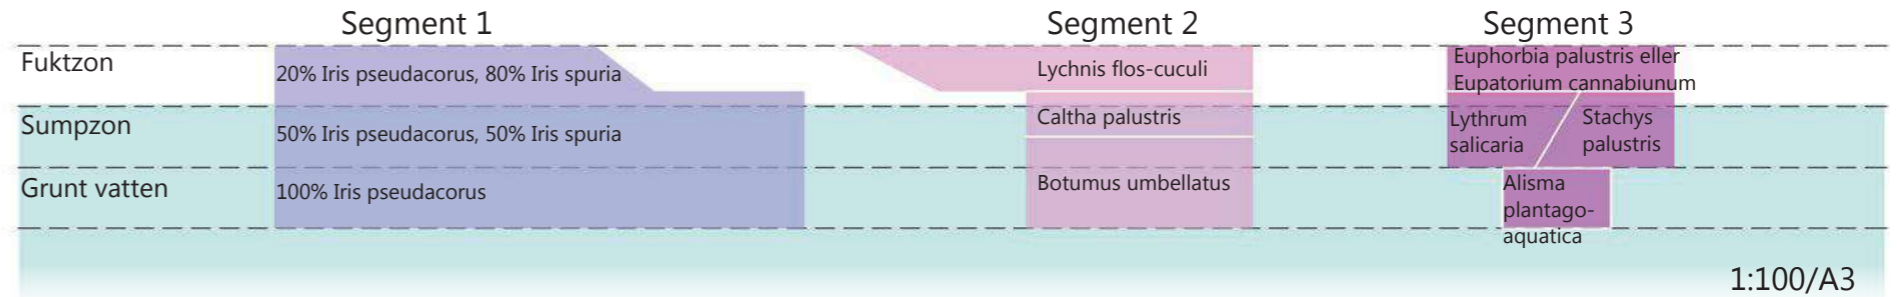 Segment 1
Segment 2
Segment 3
Fuktzon
20% Iris pseudacorus, 80% Iris spuria
Lychnis flos-cuculi
Euphorbia palustris eller
Eupatorium cannabiunum
Sumpzon
50% Iris pseudacorus, 50% Iris spuria
Caltha palustris
Lythrum
salicaria
Stachys
palustris
Grunt vatten
100% Iris pseudacorus
Botumus umbellatus
Alisma
plantago-
aquatica
1:100/A3